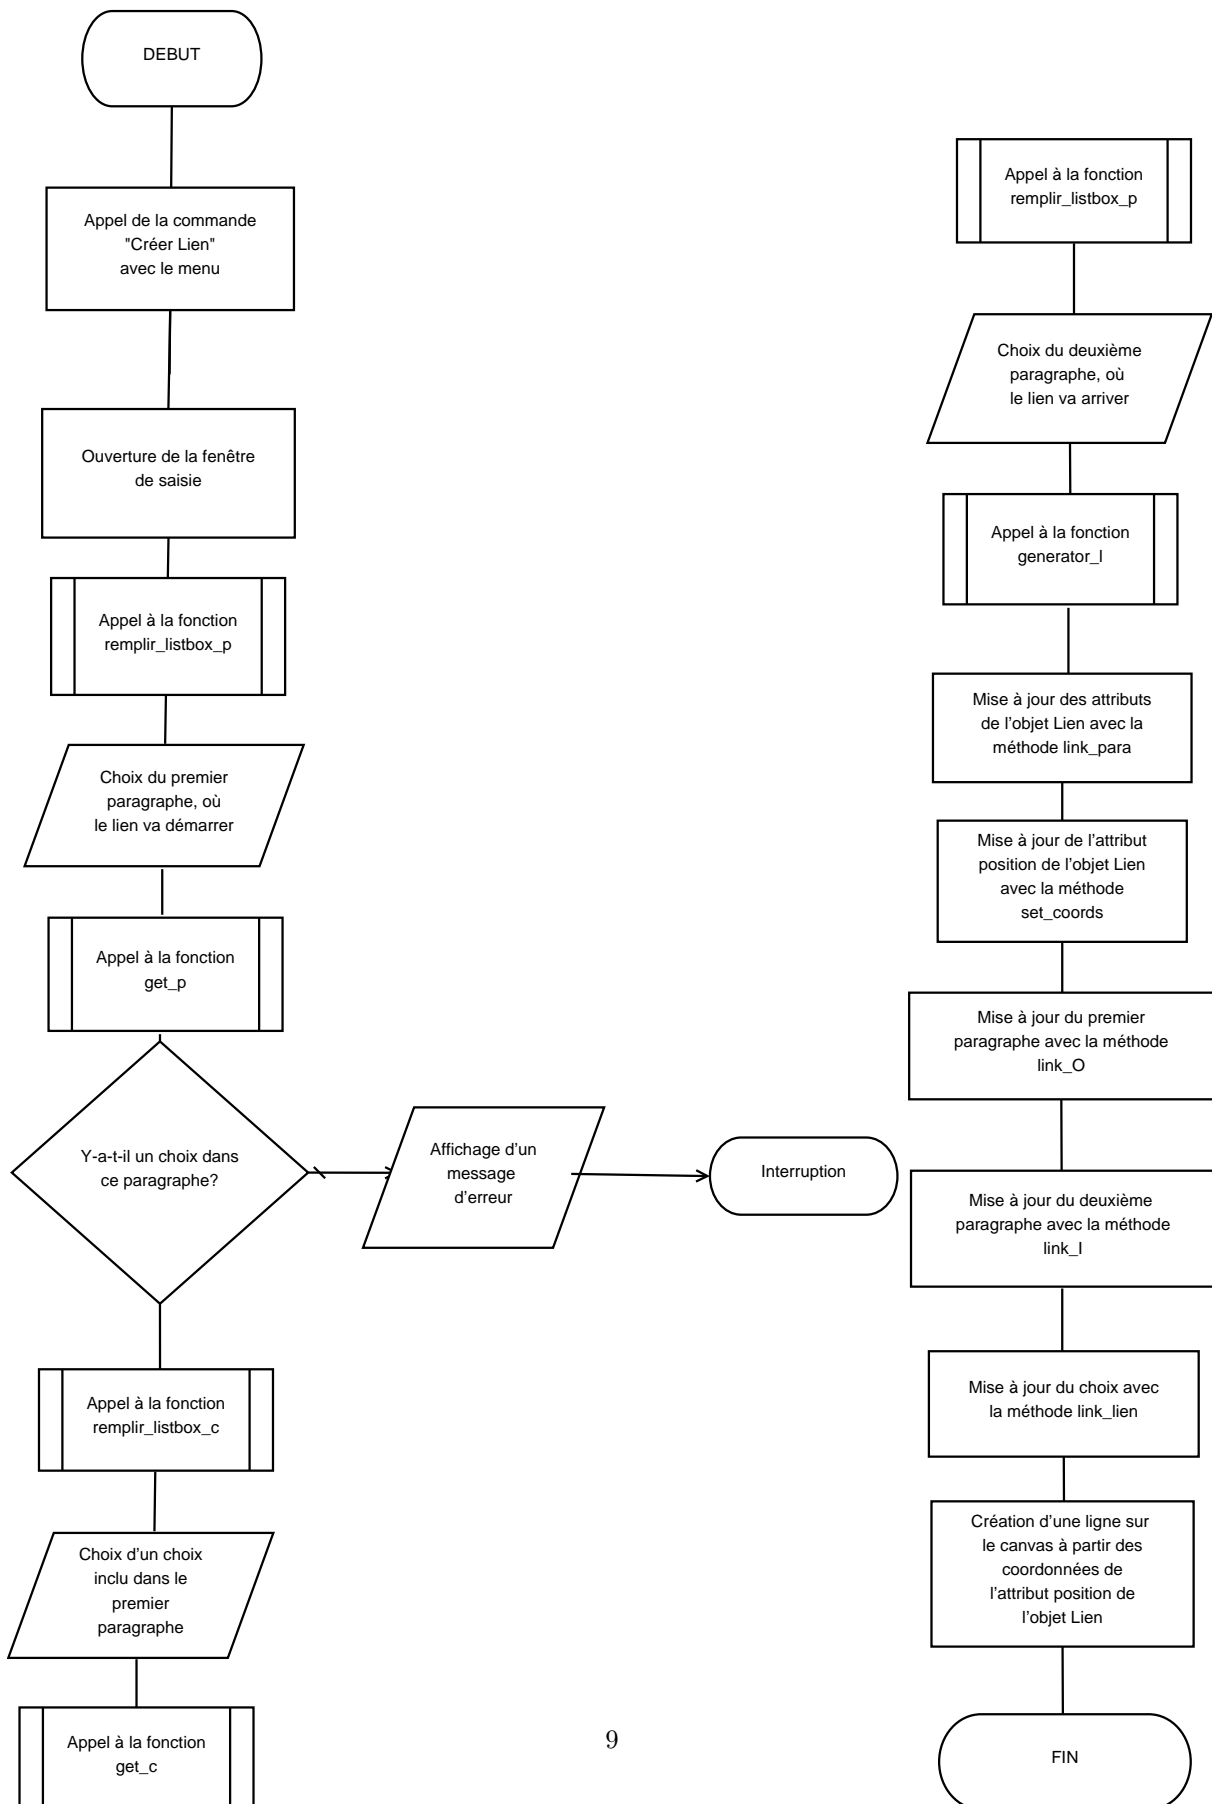 DEBUT
Appel de la commande
"Créer Lien"
avec le menu
Ouverture de la fenêtre
de saisie
Appel à la fonction
remplir_listbox_p
Choix du premier
paragraphe, où
le lien va démarrer
Appel à la fonction
get_p
Y-a-t-il un choix dans
ce paragraphe?
Affichage d'un
message
d'erreur
Interruption
Appel à la fonction
remplir_listbox_c
Choix d'un choix
inclu dans le
premier
paragraphe
Appel à la fonction
get_c
Appel à la fonction
remplir_listbox_p
Choix du deuxième
paragraphe, où
le lien va arriver
Appel à la fonction
generator_l
Mise à jour des attributs
de l'objet Lien avec la
méthode link_para
Mise à jour de l'attribut
position de l'objet Lien
avec la méthode
set_coords
Mise à jour du premier
paragraphe avec la méthode
link_O
Mise à jour du deuxième
paragraphe avec la méthode
link_I
Mise à jour du choix avec
la méthode link_lien
Création d'une ligne sur
le canvas à partir des
coordonnées de
l'attribut position de
l'objet Lien
FIN
9